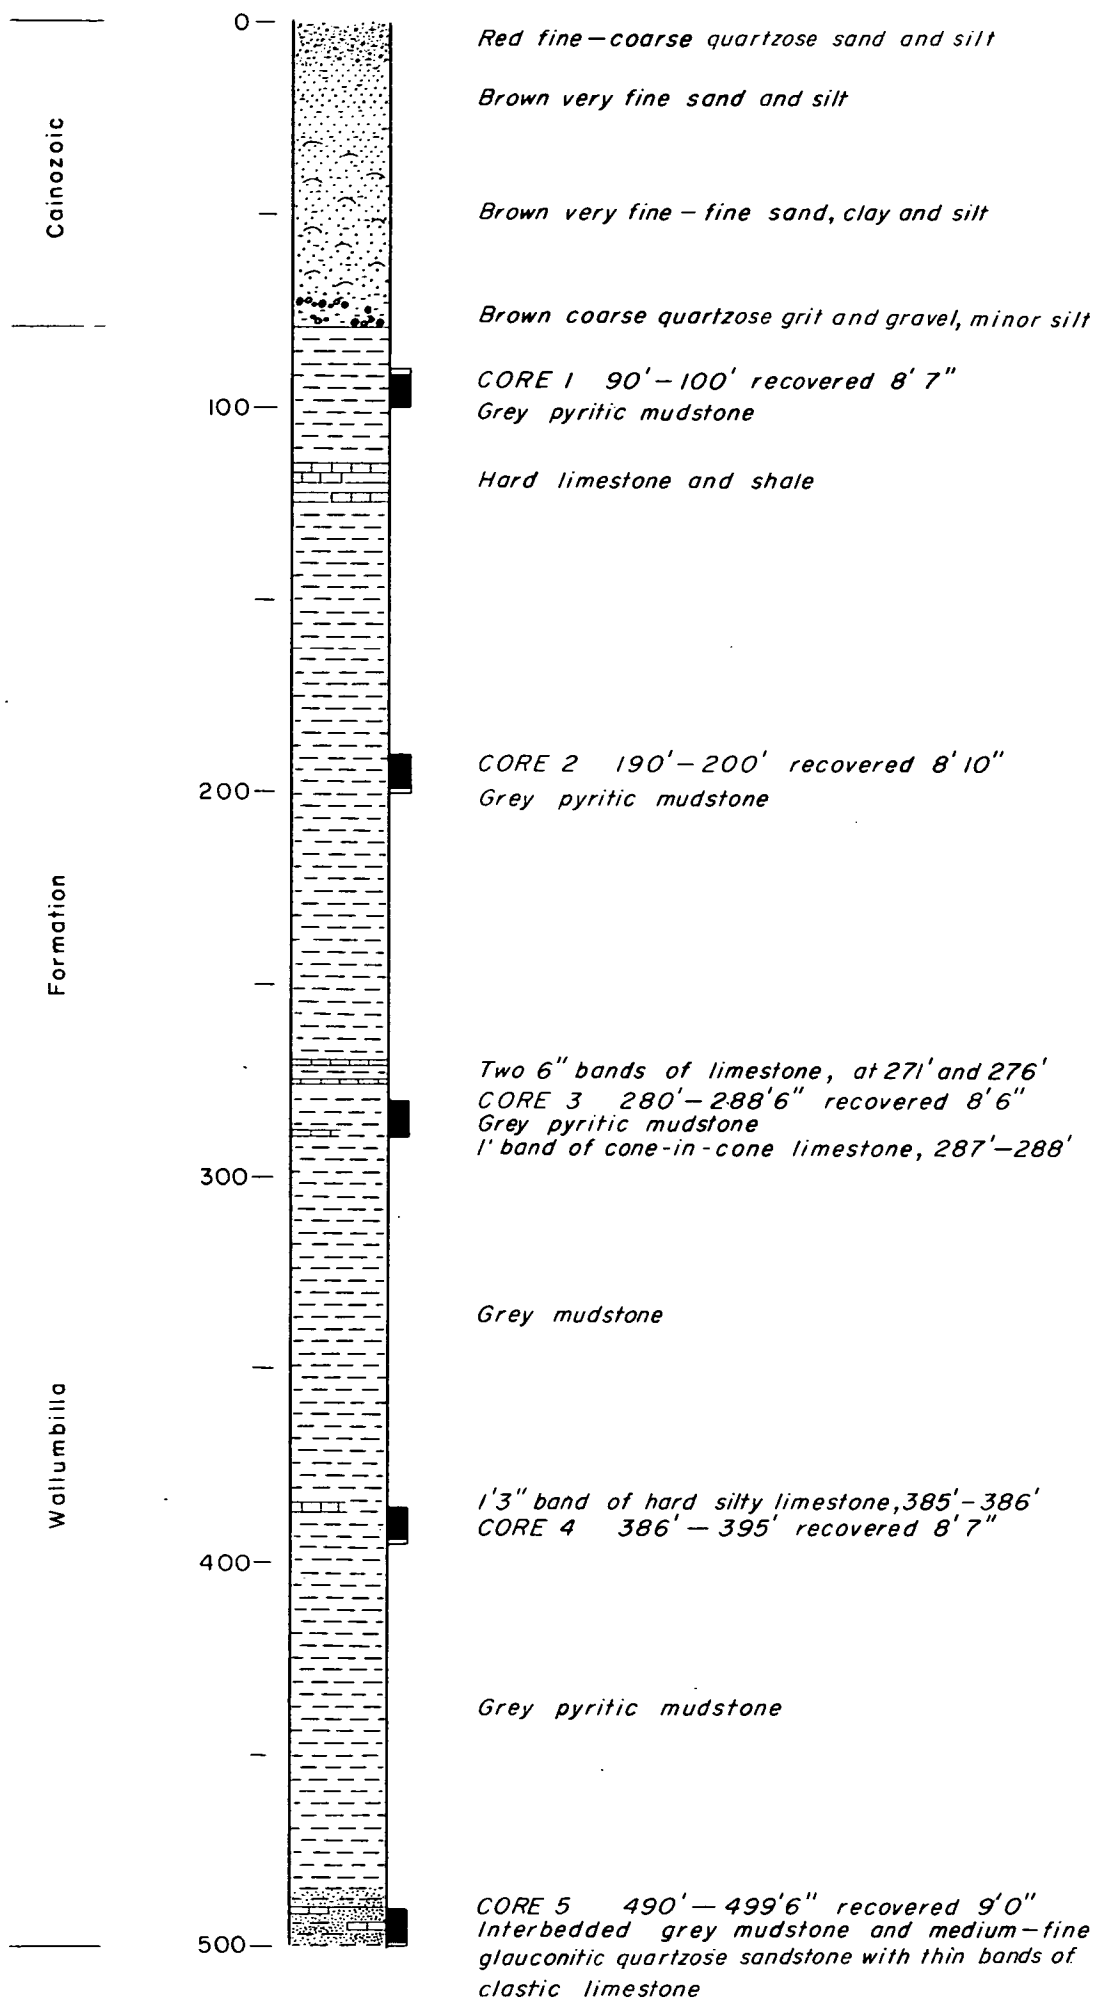 0—
Red fine—coarse quartzose sand and silt
Brown very fine sand and silt
Cainozoic
Brown very fine — fine sand, clay and silt
Brown coarse quartzose grit and gravel, minor silt
CORE 1 90'—100' recovered 8' 7"
100—
Grey pyritic mudstone
Hard limestone and shale
CORE 2 190'—200' recovered 8' 10"
200—
Grey pyritic mudstone
Formation
Two 6" bands of limestone, at 271' and 276'
CORE 3 280'—288'6" recovered 8'6"
Grey pyritic mudstone
1' band of cone-in-cone limestone, 287'—288'
300—
Grey mudstone
Wallumbilla
1'3" band of hard silty limestone, 385'-386'
CORE 4 386' — 395' recovered 8'7"
400—
Grey pyritic mudstone
CORE 5 490' — 499'6" recovered 9'0"
Interbedded grey mudstone and medium—fine
500—
glauconitic quartzose sandstone with thin bands of
clastic limestone